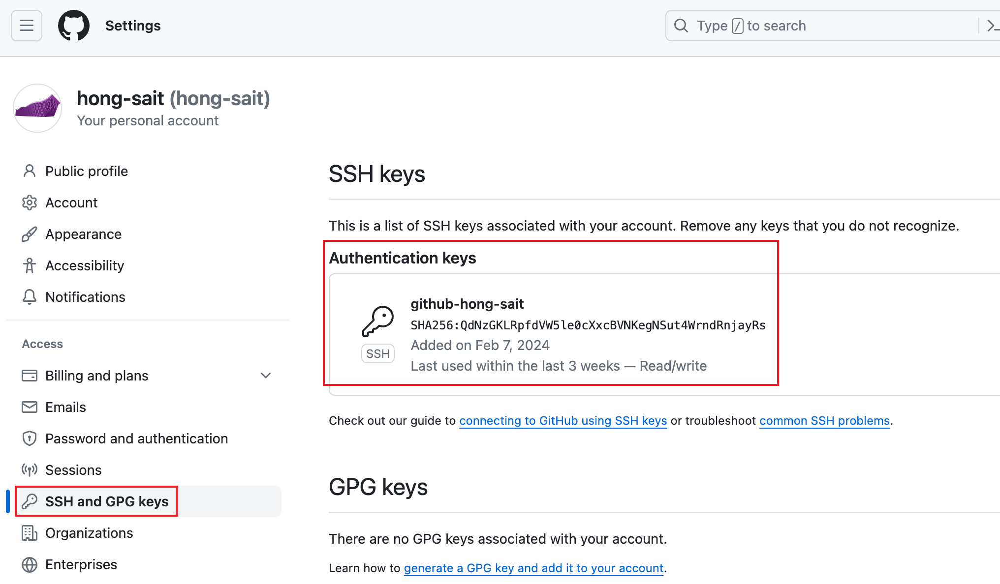 Settings
Type / to search
hong-sait (hong-sait)
Your personal account
Public profile
Account
Appearance
Accessibility
Notifications
Access
Billing and plans
Emails
Password and authentication
Sessions
SSH and GPG keys
Organizations
Enterprises
SSH keys
This is a list of SSH keys associated with your account. Remove any keys that you do not recognize.
Authentication keys
github-hong-sait
SHA256:QdNzGKLRpfdVW5le0cXxcBVNKegNSut4WrndRnjayRs
Added on Feb 7, 2024
Last used within the last 3 weeks — Read/write
SSH
Check out our guide to connecting to GitHub using SSH keys or troubleshoot common SSH problems.
GPG keys
There are no GPG keys associated with your account.
Learn how to generate a GPG key and add it to your account.